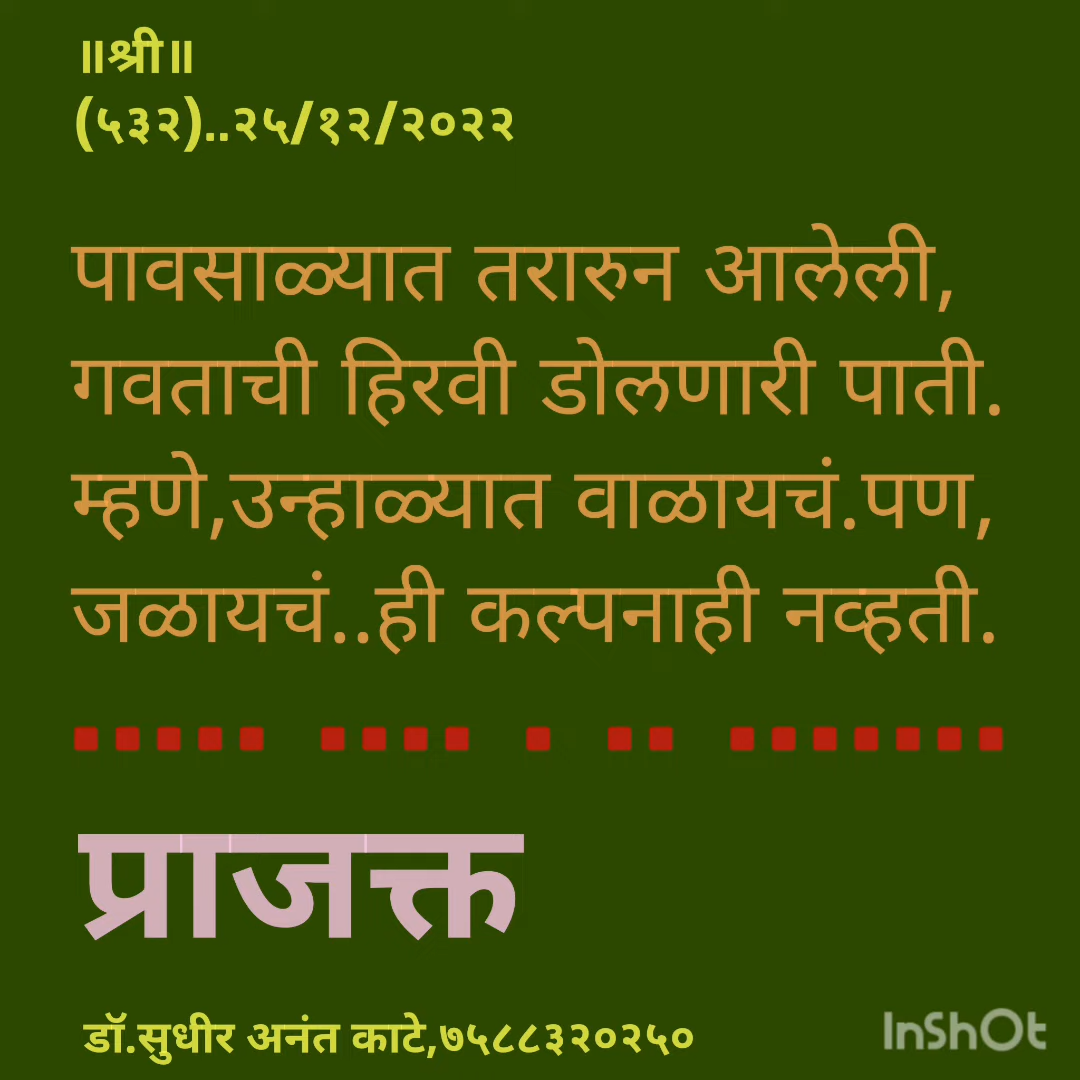 ॥श्री॥
(५३२)..२५/१२/२०२२
पावसाळ्यात तरारुन आलेली,
गवताची हिरवी डोलणारी पाती.
म्हणे,उन्हाळ्यात वाळायचं.पण,
जळायचं..ही कल्पनाही नव्हती.
प्राजक्त
डॉ.सुधीर अनंत काटे,७५८८३२०२५०
InShOt